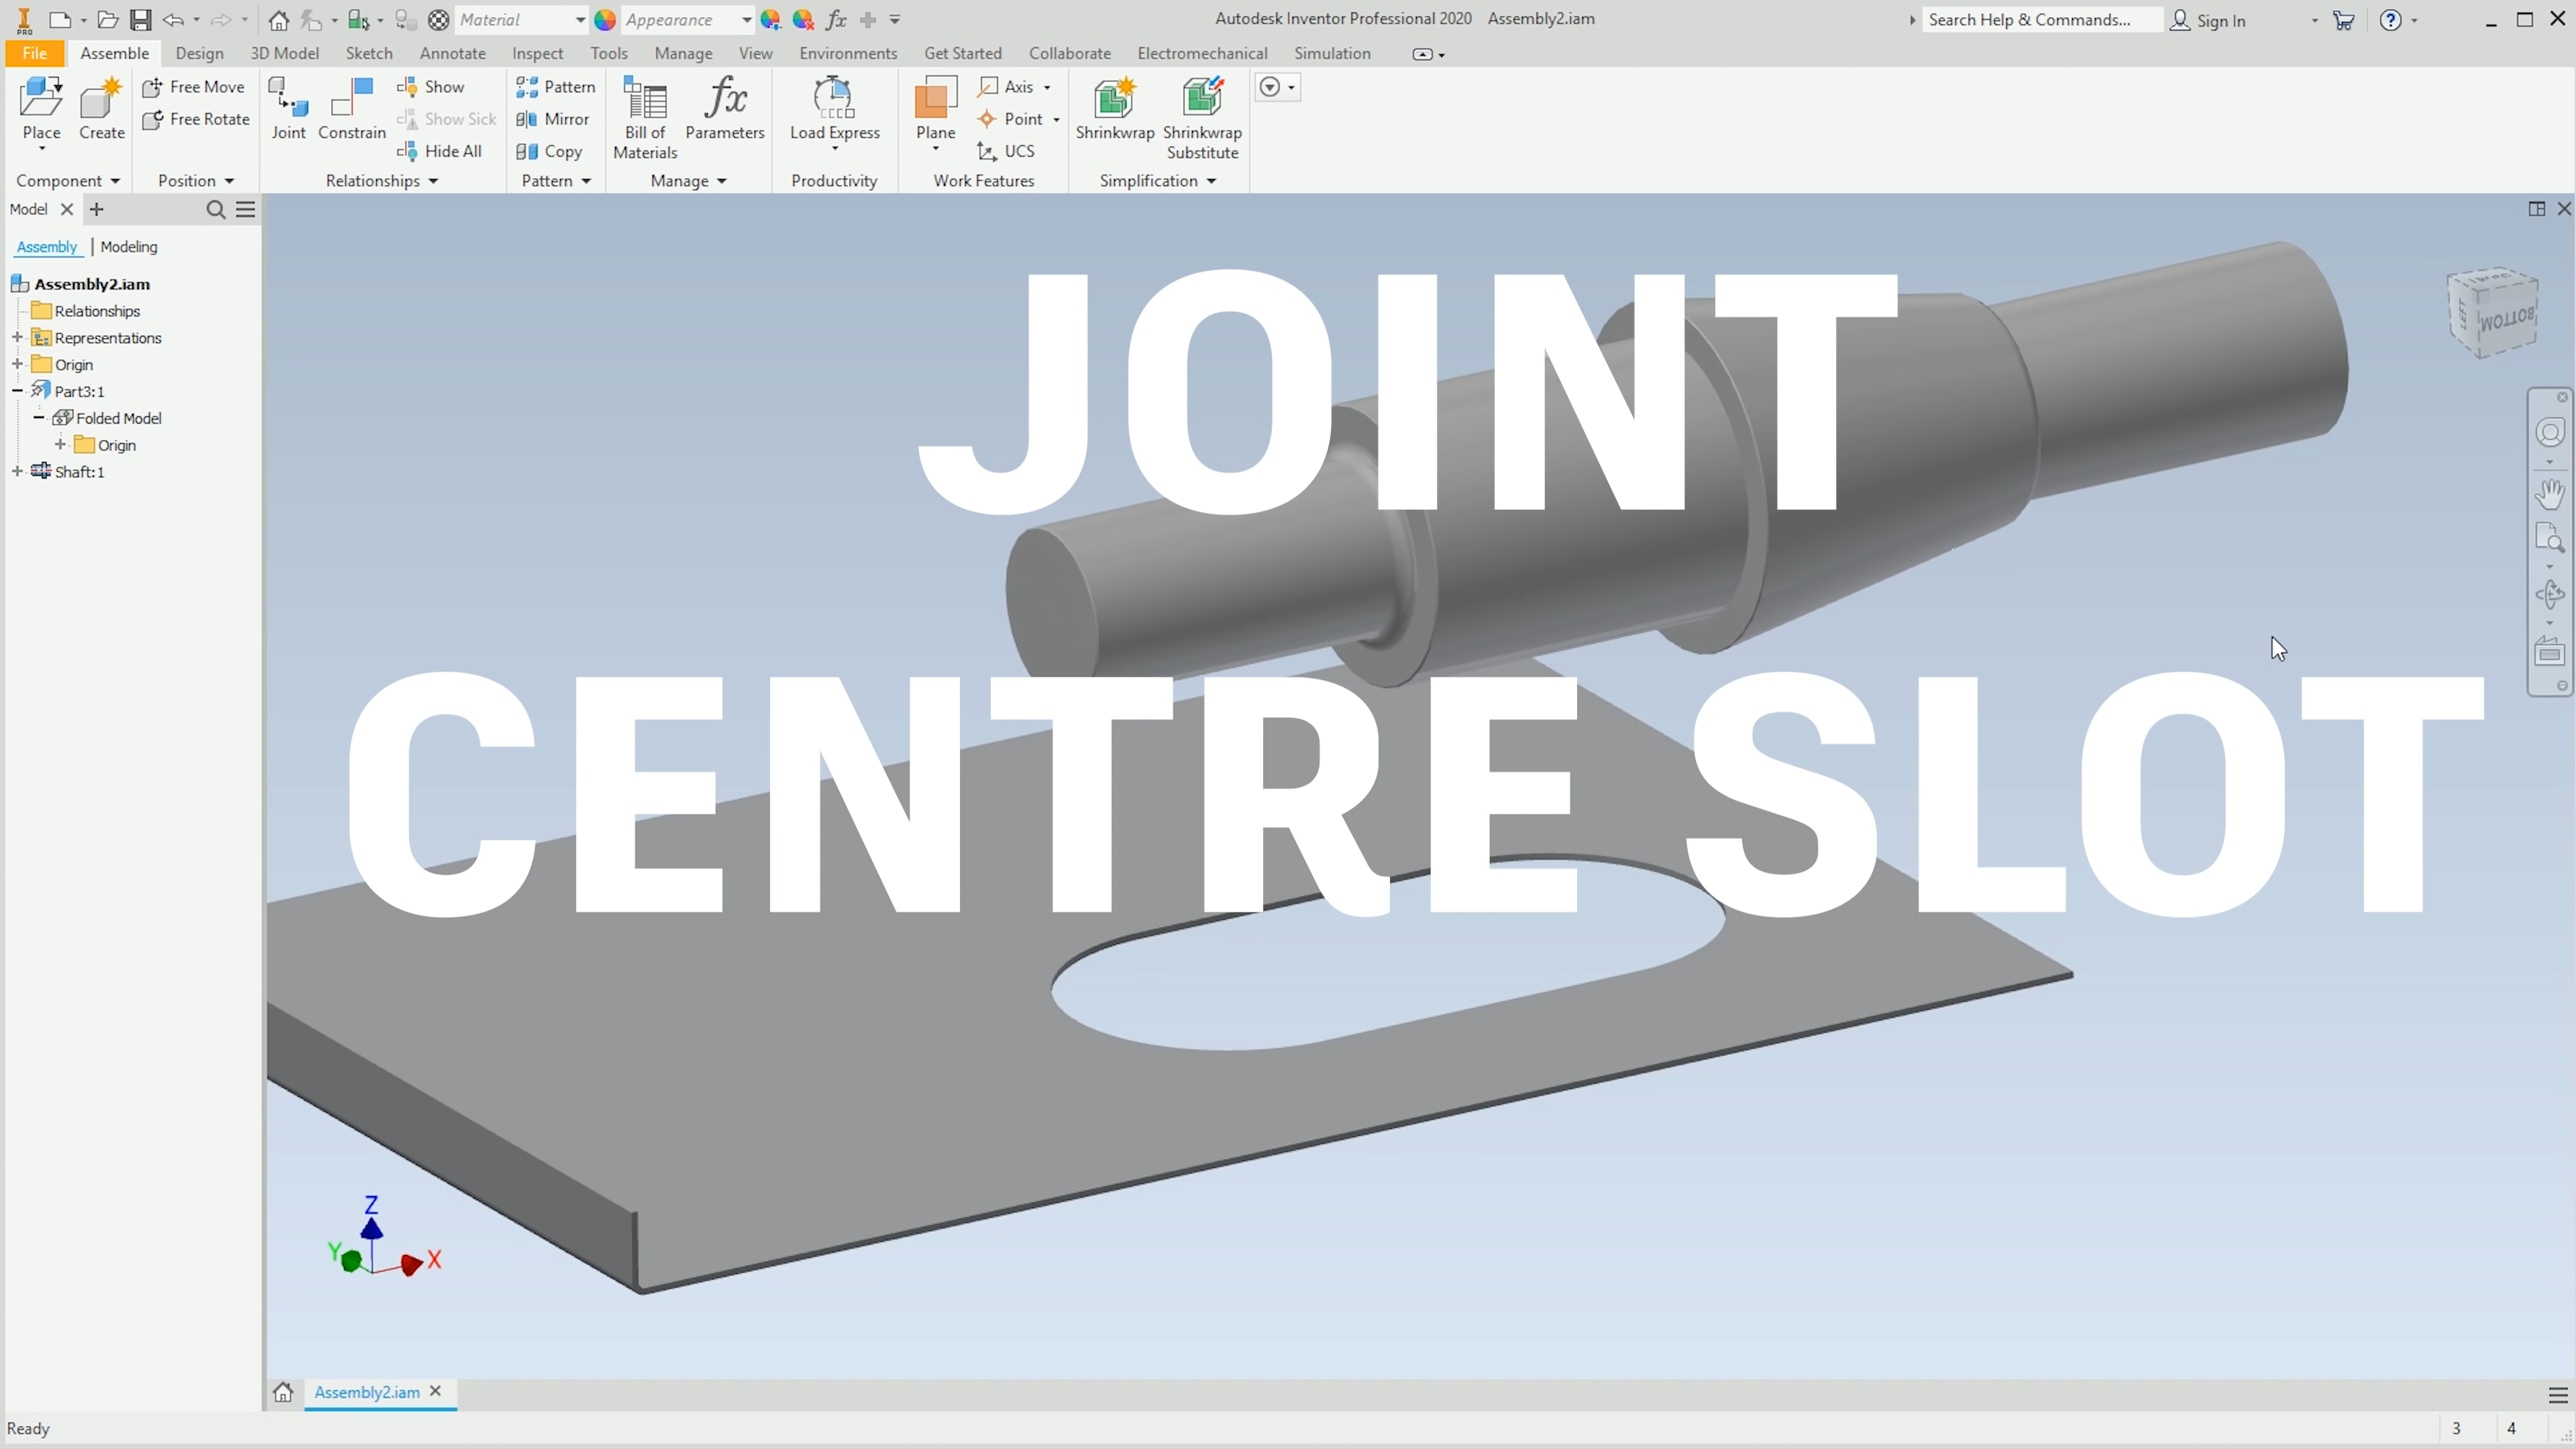 PRO
Material
Appearance
fx
Autodesk Inventor Professional 2020 Assembly2.iam
Search Help & Commands...
Sign In
File Assemble Design 3D Model Sketch Annotate Inspect Tools Manage View Environments Get Started Collaborate Electromechanical Simulation
Place
Create
Free Move
Free Rotate
Joint
Constrain
Show
Show Sick
Hide All
Pattern
Mirror
Copy
Bill of
Materials
fx
Parameters
Load Express
Plane
Axis
Point
UCS
Shrinkwrap
Shrinkwrap
Substitute
Component Position Relationships Pattern Manage Productivity Work Features Simplification
Model
Assembly | Modeling
Assembly2.iam
Relationships
Representations
Origin
Part3:1
Folded Model
Origin
Shaft:1
JOINT
CENTRE SLOT
BOTTOM
Z
Y
X
Assembly2.iam
Ready
3 4